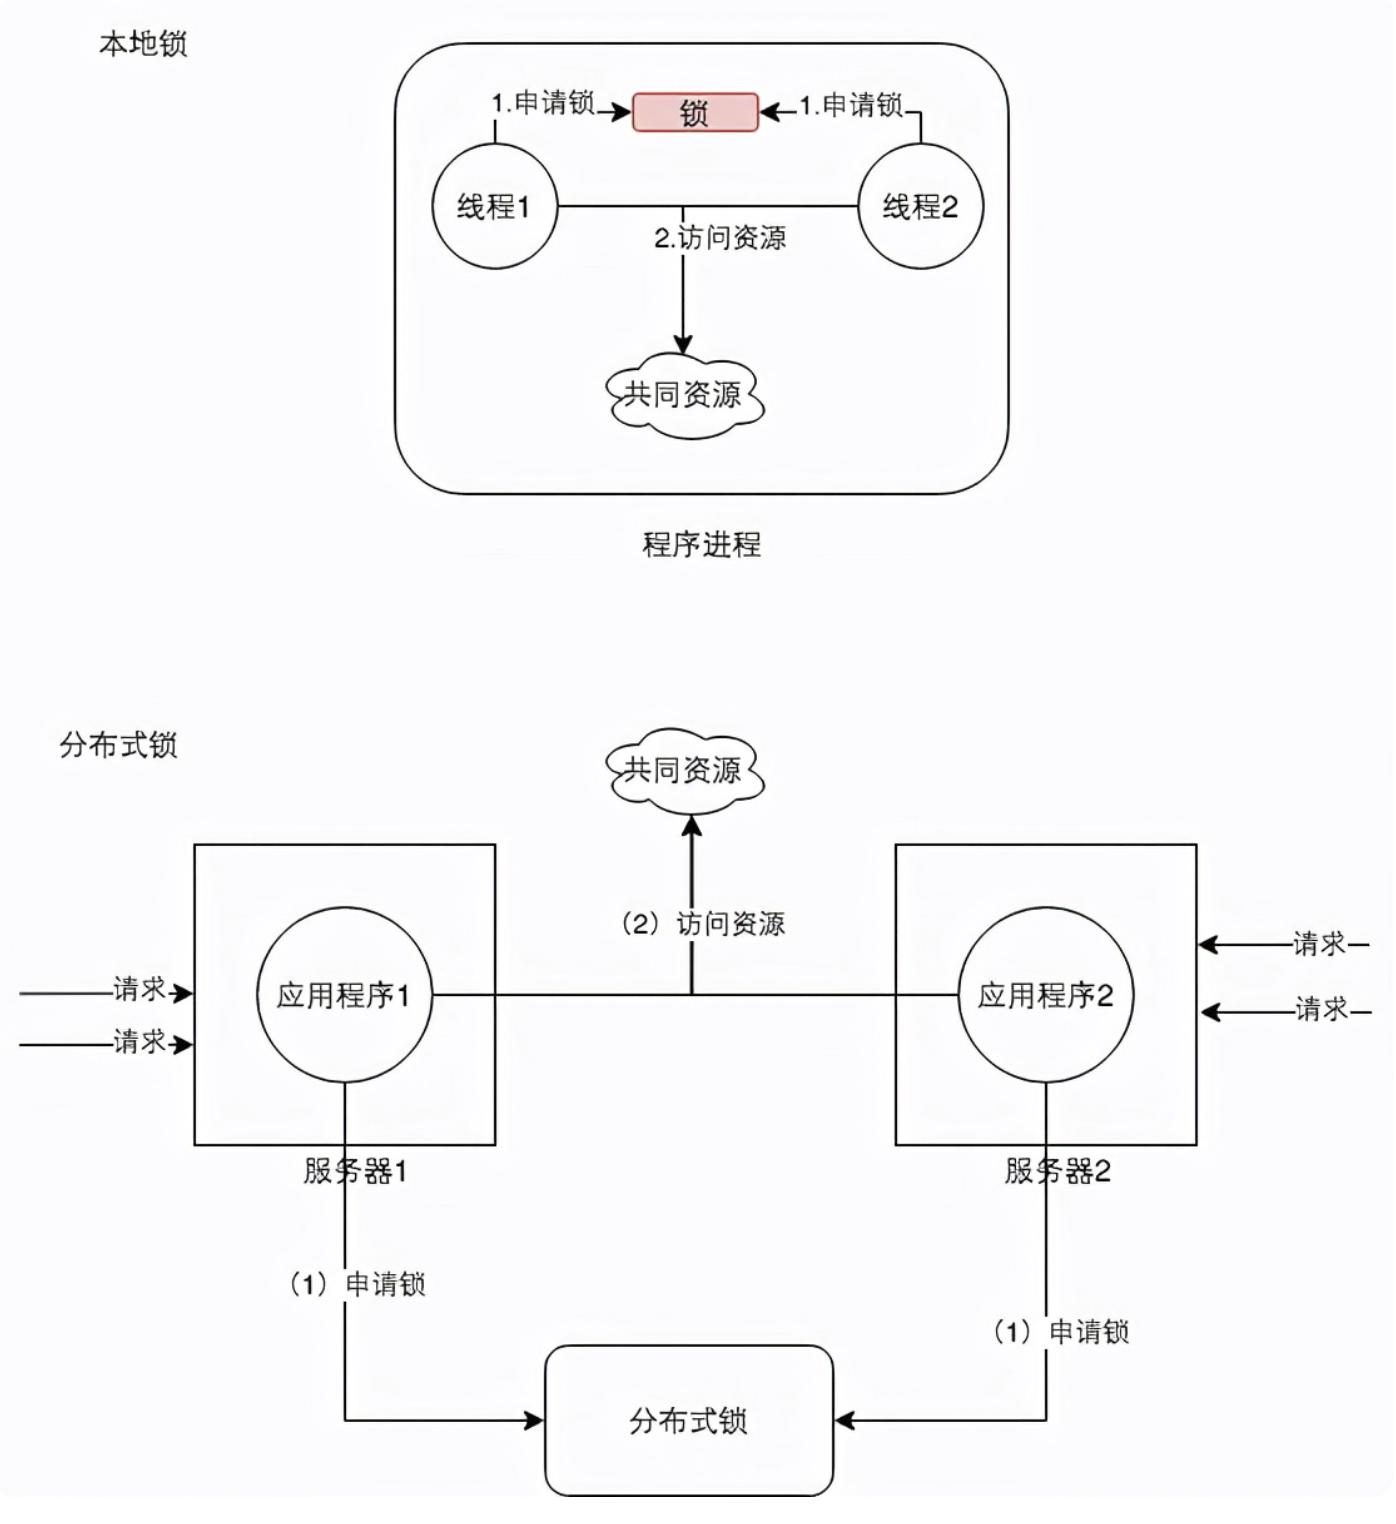 本地锁
1.申请锁
锁
1.申请锁
线程1
线程2
2.访问资源
共同资源
程序进程
分布式锁
共同资源
（2）访问资源
请求
应用程序1
应用程序2
请求
请求
请求
服务器1
服务器2
（1）申请锁
（1）申请锁
分布式锁